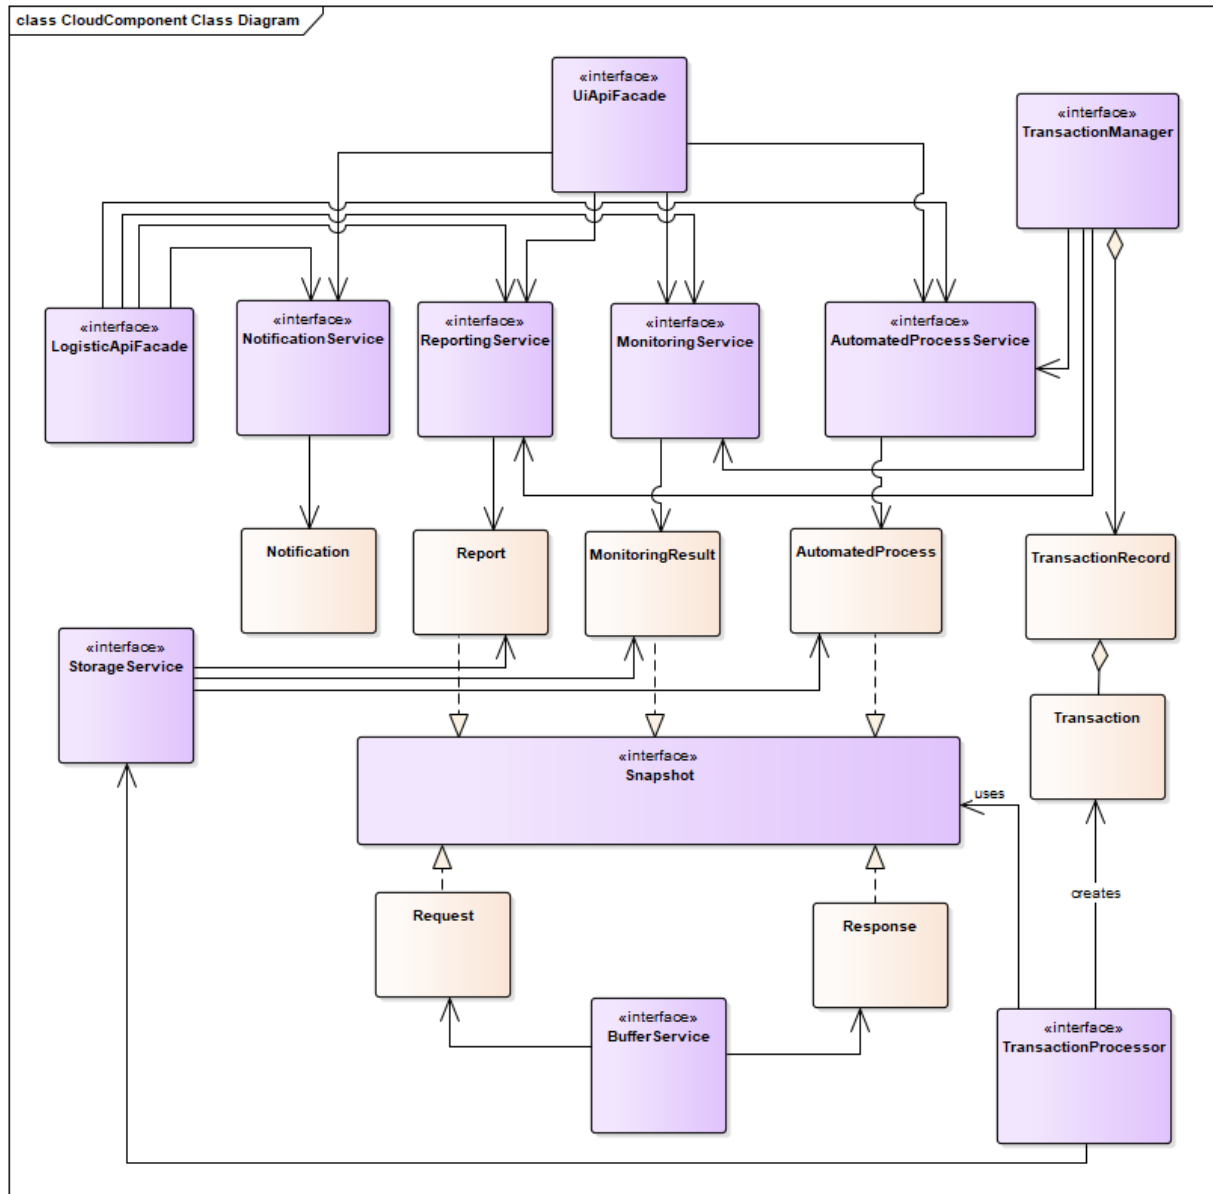 class CloudComponent Class Diagram
«interface»
UiApiFacade
«interface»
TransactionManager
«interface»
LogisticApiFacade
«interface»
NotificationService
«interface»
ReportingService
«interface»
MonitoringService
«interface»
AutomatedProcessService
Notification
Report
MonitoringResult
AutomatedProcess
TransactionRecord
«interface»
StorageService
Transaction
«interface»
Snapshot
uses
creates
Request
Response
«interface»
BufferService
«interface»
TransactionProcessor